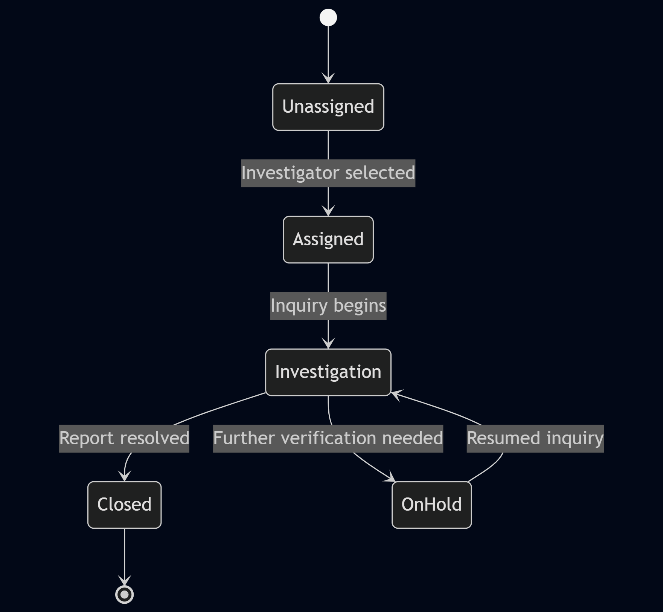 Unassigned
Investigator selected
Assigned
Inquiry begins
Investigation
Report resolved
Further verification needed
Resumed inquiry
Closed
OnHold